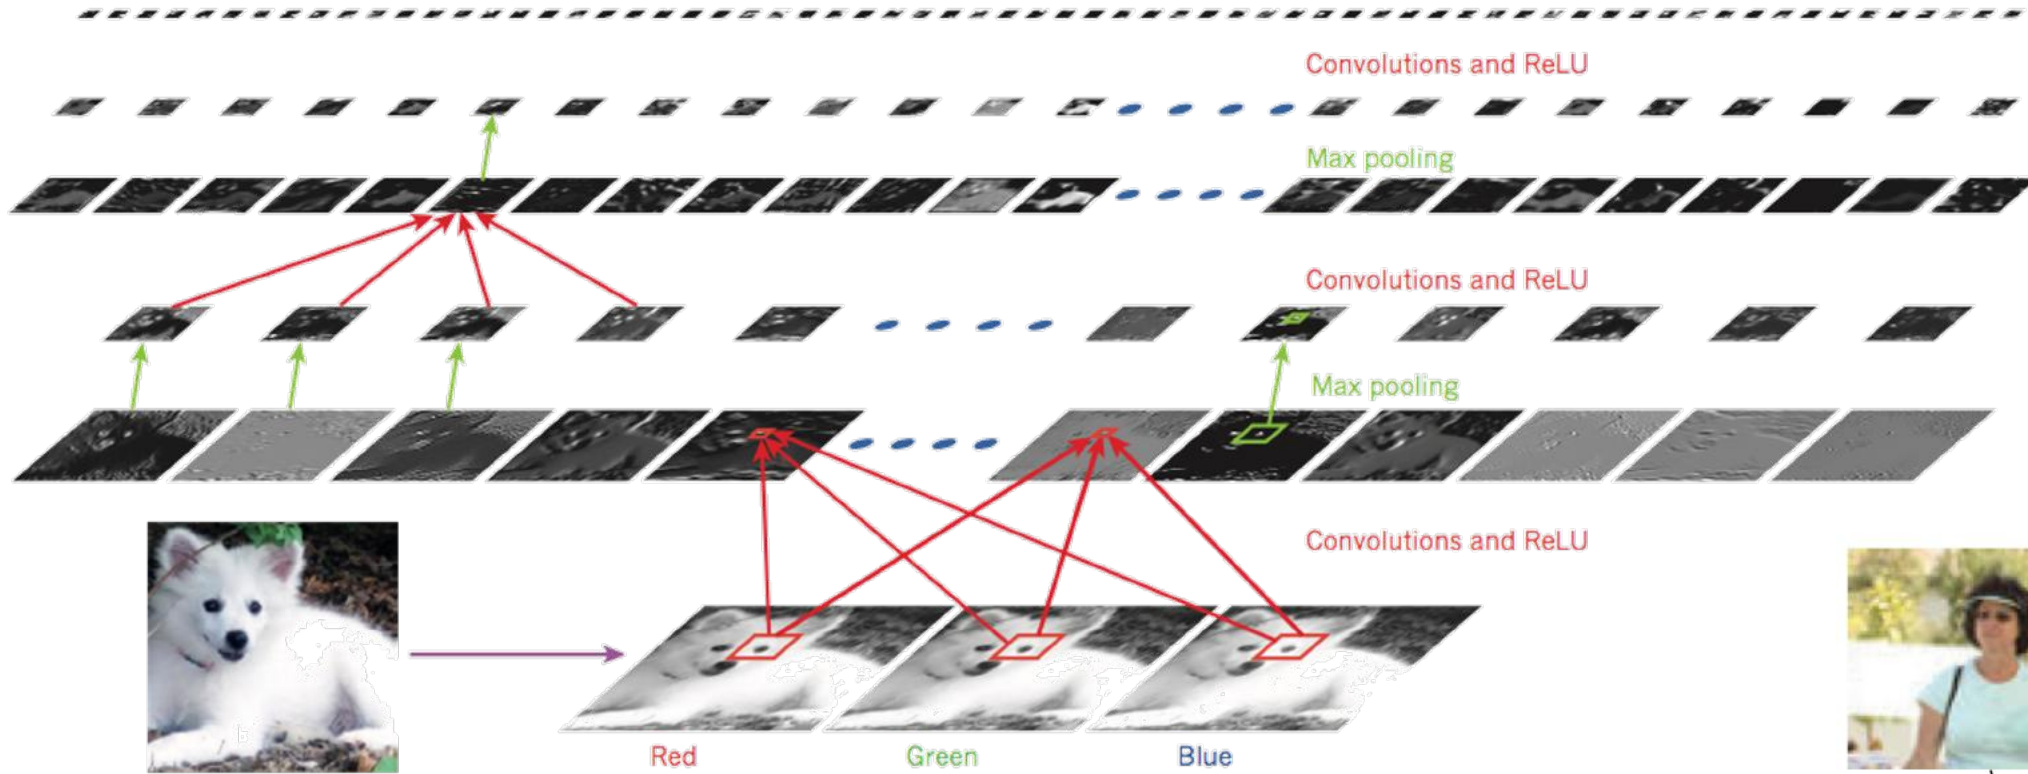 Convolutions and ReLU
Max pooling
Convolutions and ReLU
Max pooling
Convolutions and ReLU
Red
Green
Blue